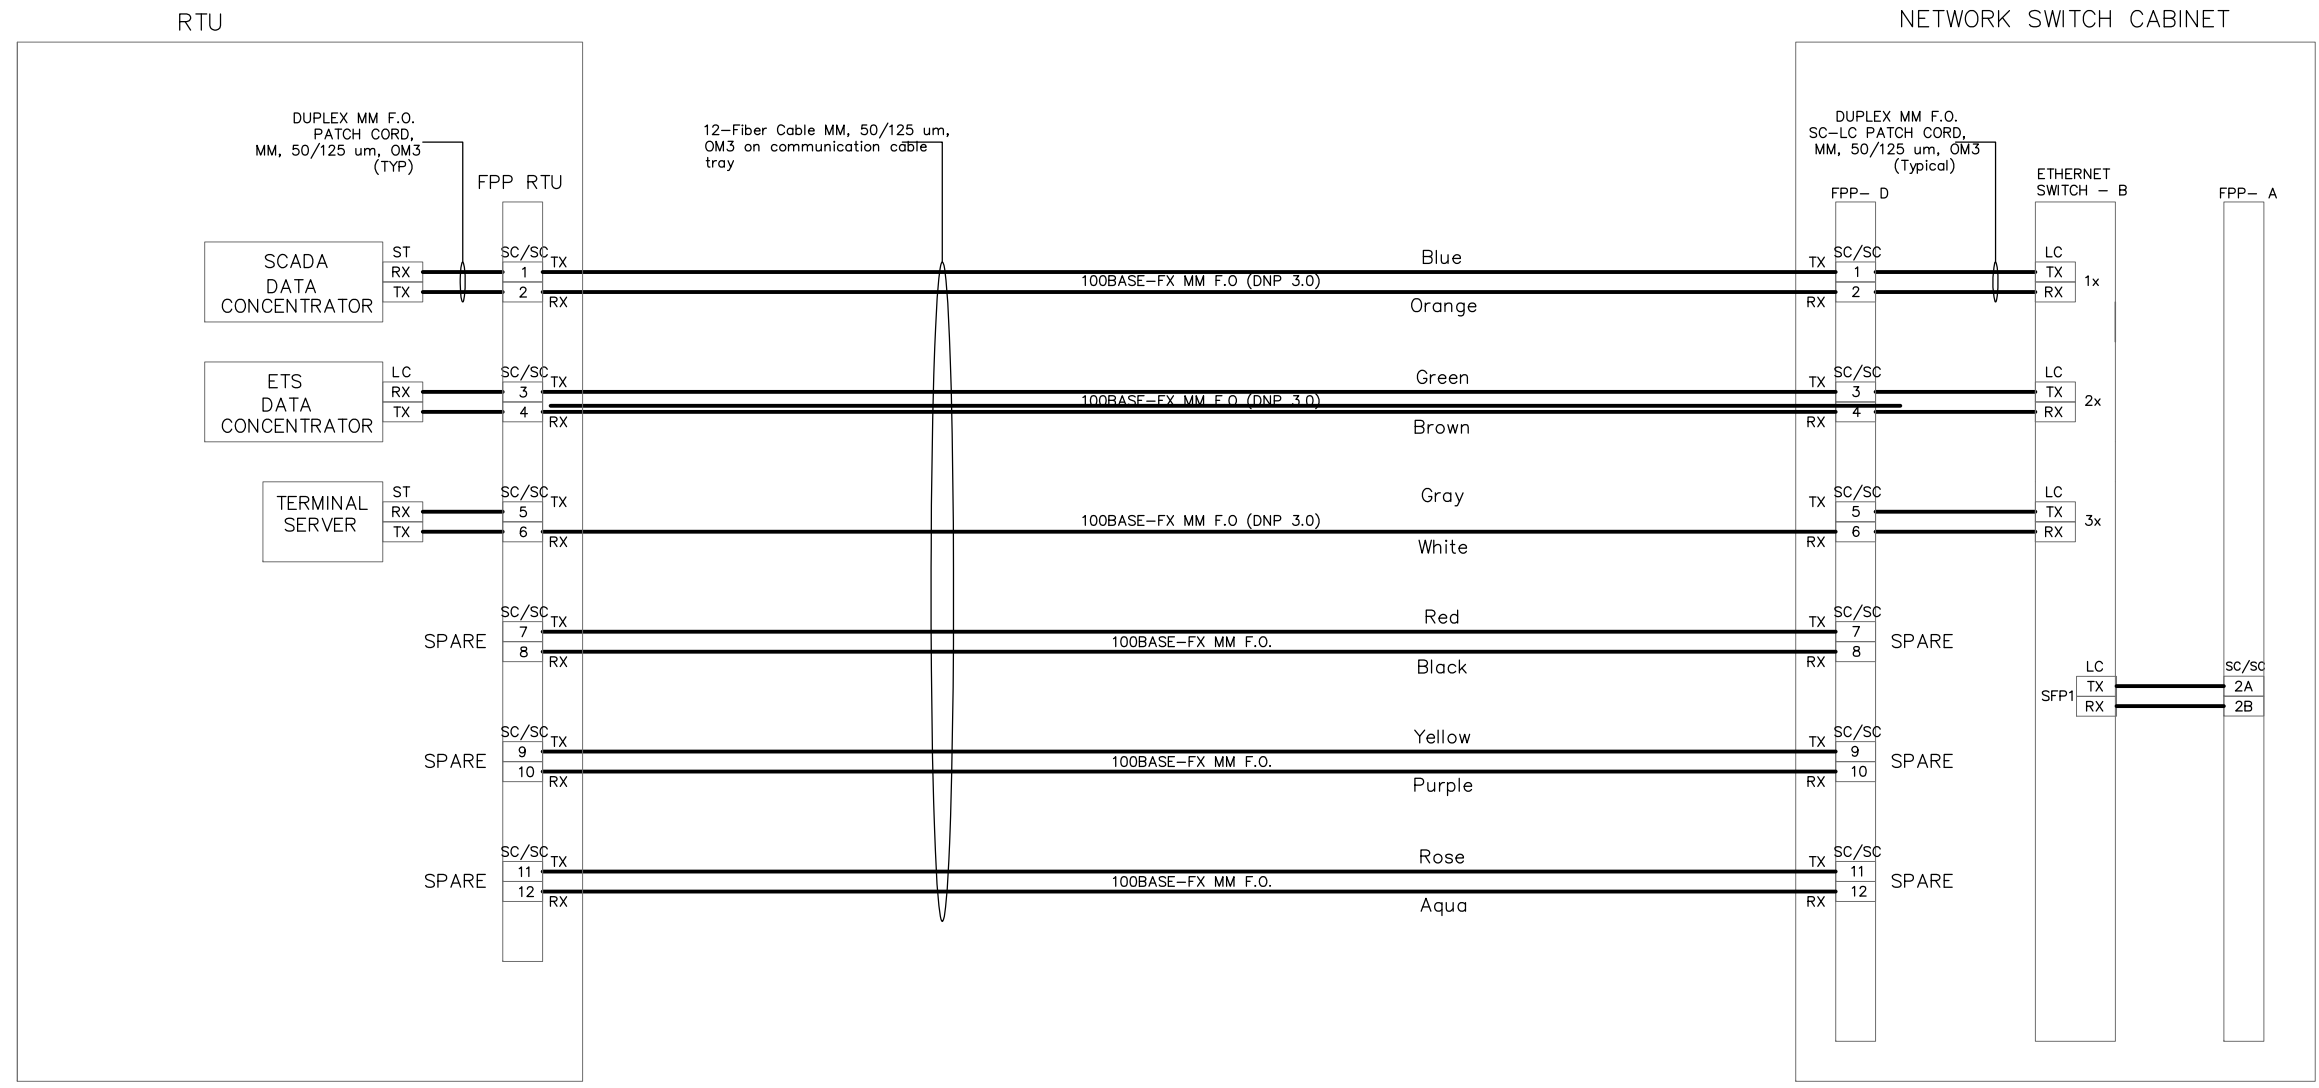 RTU
NETWORK SWITCH CABINET
DUPLEX MM F.O.
PATCH CORD,
MM, 50/125 um, OM3
(TYP)
12-Fiber Cable MM, 50/125 um,
OM3 on communication cable
tray
DUPLEX MM F.O.
SC-LC PATCH CORD,
MM, 50/125 um, OM3
(Typical)
FPP RTU
FPP- D
ETHERNET
SWITCH - B
FPP- A
SCADA
DATA
CONCENTRATOR
ST
RX
TX
SC/SC
1
2
TX
RX
Blue
100BASE-FX MM F.O (DNP 3.0)
Orange
TX
RX
SC/SC
1
2
LC
TX
RX
1x
ETS
DATA
CONCENTRATOR
LC
RX
TX
SC/SC
3
4
TX
RX
Green
100BASE-FX MM F.O (DNP 3.0)
Brown
TX
RX
SC/SC
3
4
LC
TX
RX
2x
TERMINAL
SERVER
ST
RX
TX
SC/SC
5
6
TX
RX
Gray
100BASE-FX MM F.O (DNP 3.0)
White
TX
RX
SC/SC
5
6
LC
TX
RX
3x
SPARE
SC/SC
7
8
TX
RX
Red
100BASE-FX MM F.O.
Black
TX
RX
SC/SC
7
8
SPARE
SFP1
LC
TX
RX
SC/SC
2A
2B
SPARE
SC/SC
9
10
TX
RX
Yellow
100BASE-FX MM F.O.
Purple
TX
RX
SC/SC
9
10
SPARE
SPARE
SC/SC
11
12
TX
RX
Rose
100BASE-FX MM F.O.
Aqua
TX
RX
SC/SC
11
12
SPARE